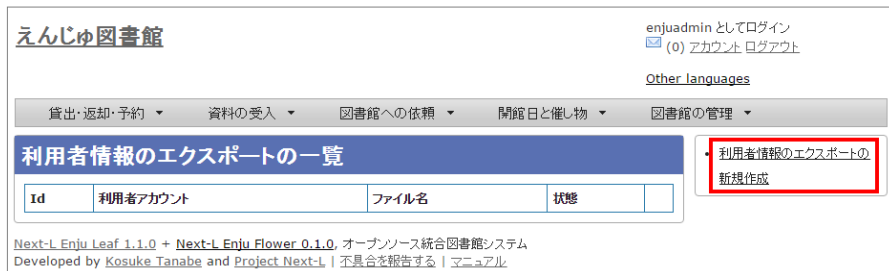 えんじゅ図書館
enjuadmin としてログイン
(0) アカウント ログアウト
Other languages
貸出・返却・予約 ▼ 資料の受入 ▼ 図書館への依頼 ▼ 開館日と催し物 ▼ 図書館の管理 ▼
利用者情報のエクスポートの一覧
Id 利用者アカウント ファイル名 状態
• 利用者情報のエクスポートの
新規作成
Next-L Enju Leaf 1.1.0 + Next-L Enju Flower 0.1.0, オープンソース統合図書館システム
Developed by Kosuke Tanabe and Project Next-L | 不具合を報告する | マニュアル